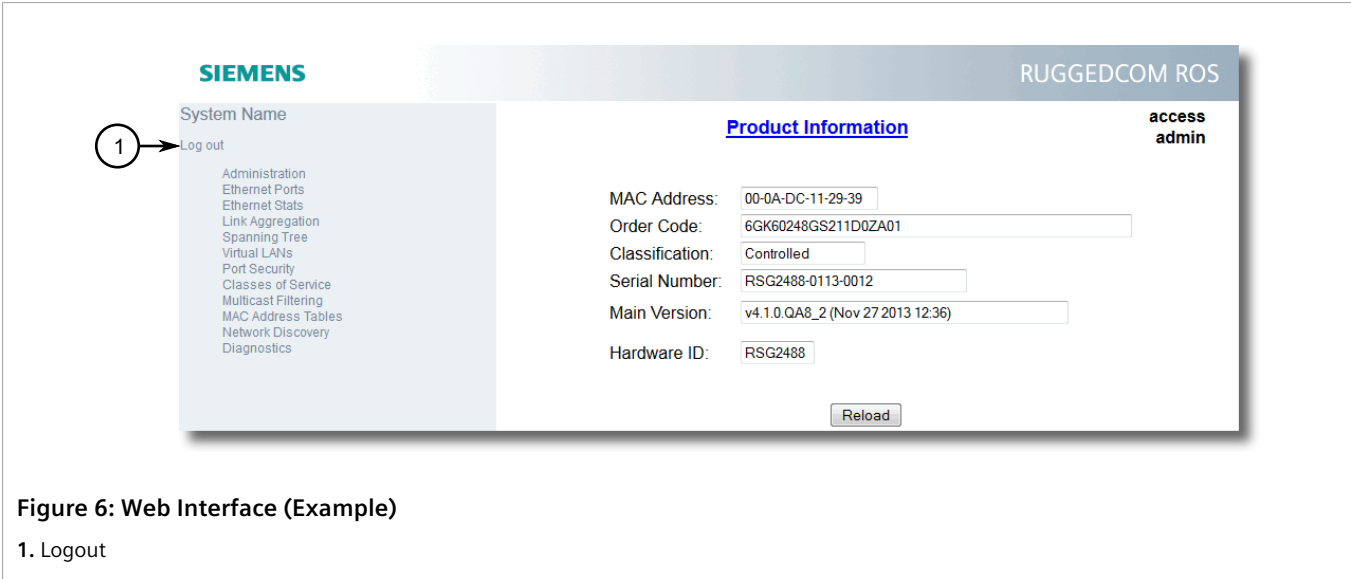 SIEMENS
RUGGEDCOM ROS
System Name
1
Log out
Administration
Ethernet Ports
Ethernet Stats
Link Aggregation
Spanning Tree
Virtual LANs
Port Security
Classes of Service
Multicast Filtering
MAC Address Tables
Network Discovery
Diagnostics
Product Information
access
admin
MAC Address: 00-0A-DC-11-29-39
Order Code: 6GK60248GS211D0ZA01
Classification: Controlled
Serial Number: RSG2488-0113-0012
Main Version: v4.1.0.QA8_2 (Nov 27 2013 12:36)
Hardware ID: RSG2488
Reload
Figure 6: Web Interface (Example)
1. Logout